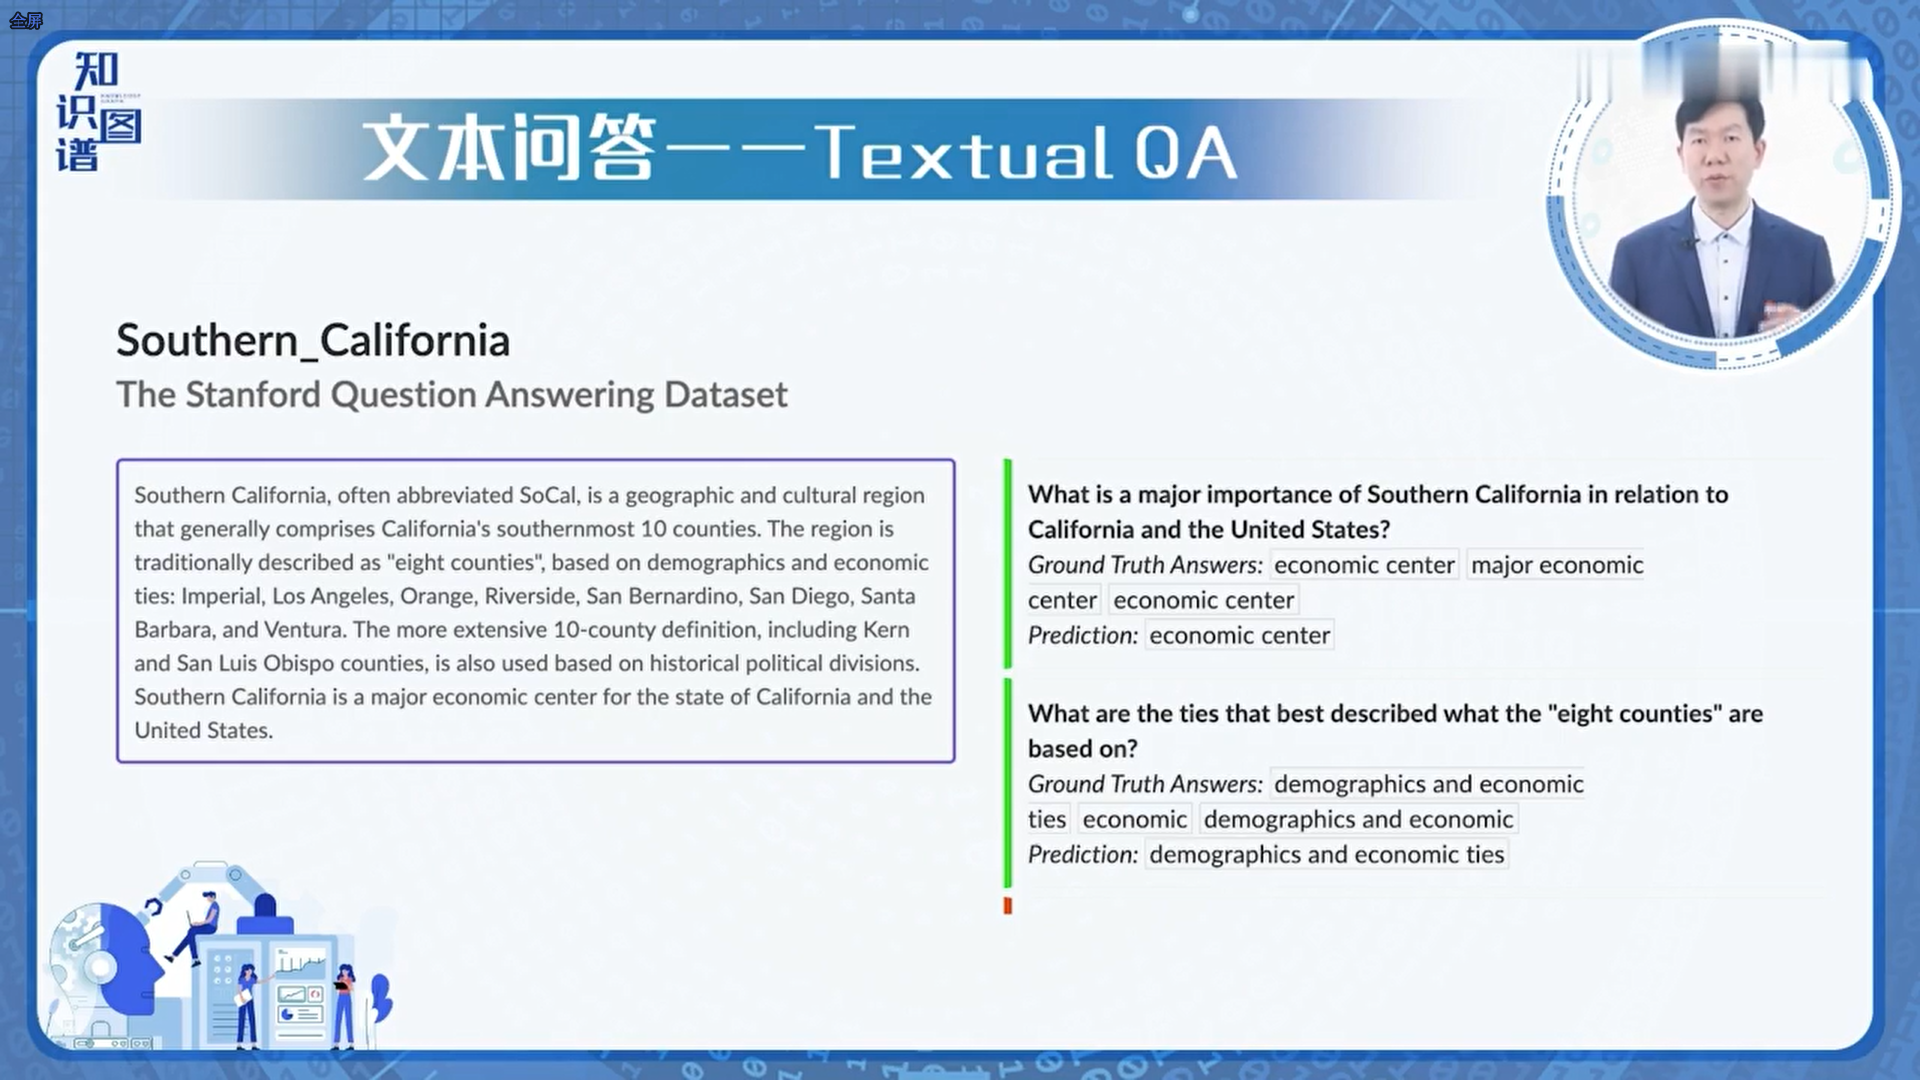 全屏
知
识图
谱
文本问答——Textual QA
Southern_California
The Stanford Question Answering Dataset
Southern California, often abbreviated SoCal, is a geographic and cultural region
that generally comprises California's southernmost 10 counties. The region is
traditionally described as "eight counties", based on demographics and economic
ties: Imperial, Los Angeles, Orange, Riverside, San Bernardino, San Diego, Santa
Barbara, and Ventura. The more extensive 10-county definition, including Kern
and San Luis Obispo counties, is also used based on historical political divisions.
Southern California is a major economic center for the state of California and the
United States.
What is a major importance of Southern California in relation to
California and the United States?
Ground Truth Answers: economic center major economic
center economic center
Prediction: economic center
What are the ties that best described what the "eight counties" are
based on?
Ground Truth Answers: demographics and economic
ties economic demographics and economic
Prediction: demographics and economic ties